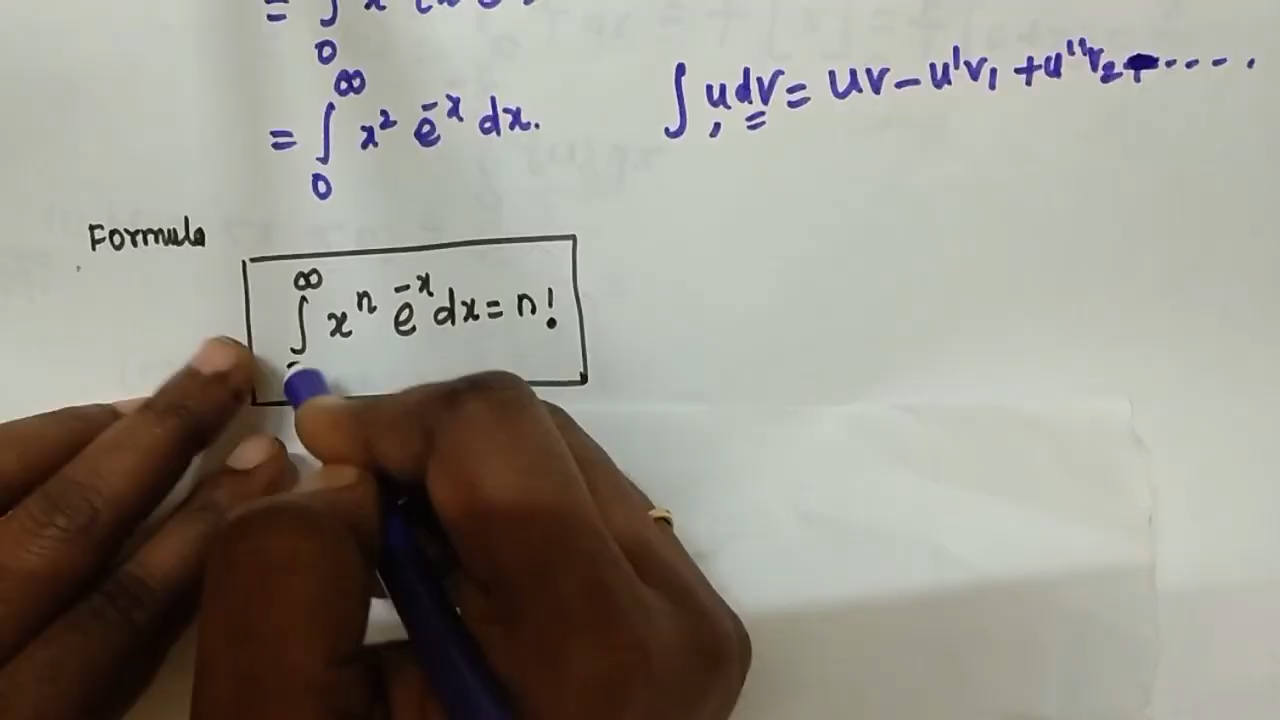 = ∫₀
= ∫₀^∞ x² e^-x dx.
∫ u dv = uv - u'v₁ + u''v₂ - ....
Formula
∫^∞ xⁿ e^-x dx = n!